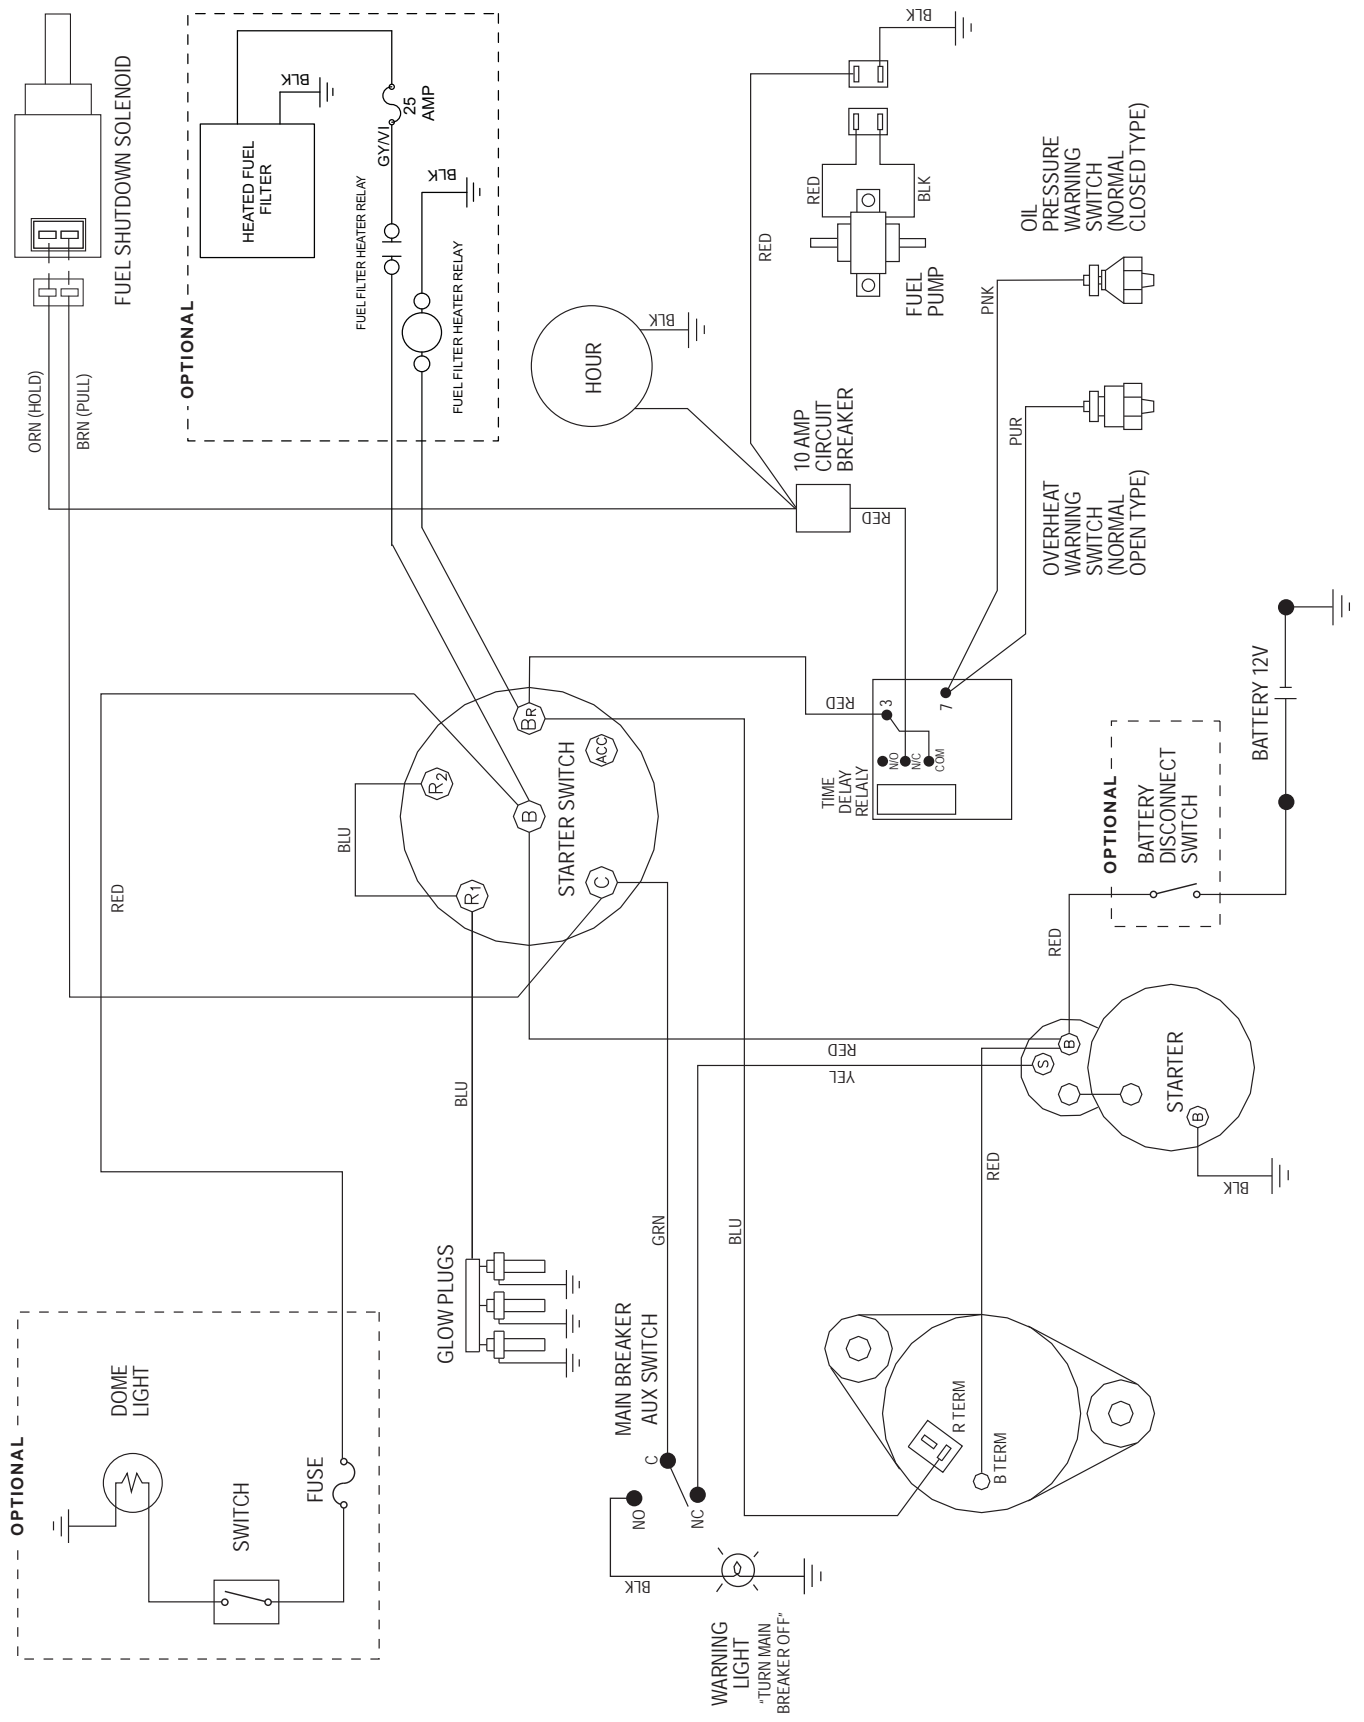 FUEL SHUTDOWN SOLENOID
ORN (HOLD)
BRN (PULL)
OPTIONAL
HEATED FUEL
FILTER
BLK
25
AMP
GY/VI
FUEL FILTER HEATER RELAY
BLK
FUEL FILTER HEATER RELAY
HOUR
BLK
RED
BLK
RED
BLK
FUEL
PUMP
10 AMP
CIRCUIT
BREAKER
RED
OIL
PRESSURE
WARNING
SWITCH
(NORMAL
CLOSED TYPE)
PNK
PUR
OVERHEAT
WARNING
SWITCH
(NORMAL
OPEN TYPE)
RED
BLU
R2
R1
B
BR
ACC
C
STARTER SWITCH
RED
3
7
N/O
N/C
COM
TIME
DELAY
RELALY
BATTERY 12V
OPTIONAL
BATTERY
DISCONNECT
SWITCH
RED
RED
YEL
S
B
STARTER
B
BLK
RED
BLU
GLOW PLUGS
GRN
BLU
MAIN BREAKER
AUX SWITCH
C
NO
NC
BLK
WARNING
LIGHT
"TURN MAIN
BREAKER OFF"
R TERM
B TERM
OPTIONAL
DOME
LIGHT
SWITCH
FUSE